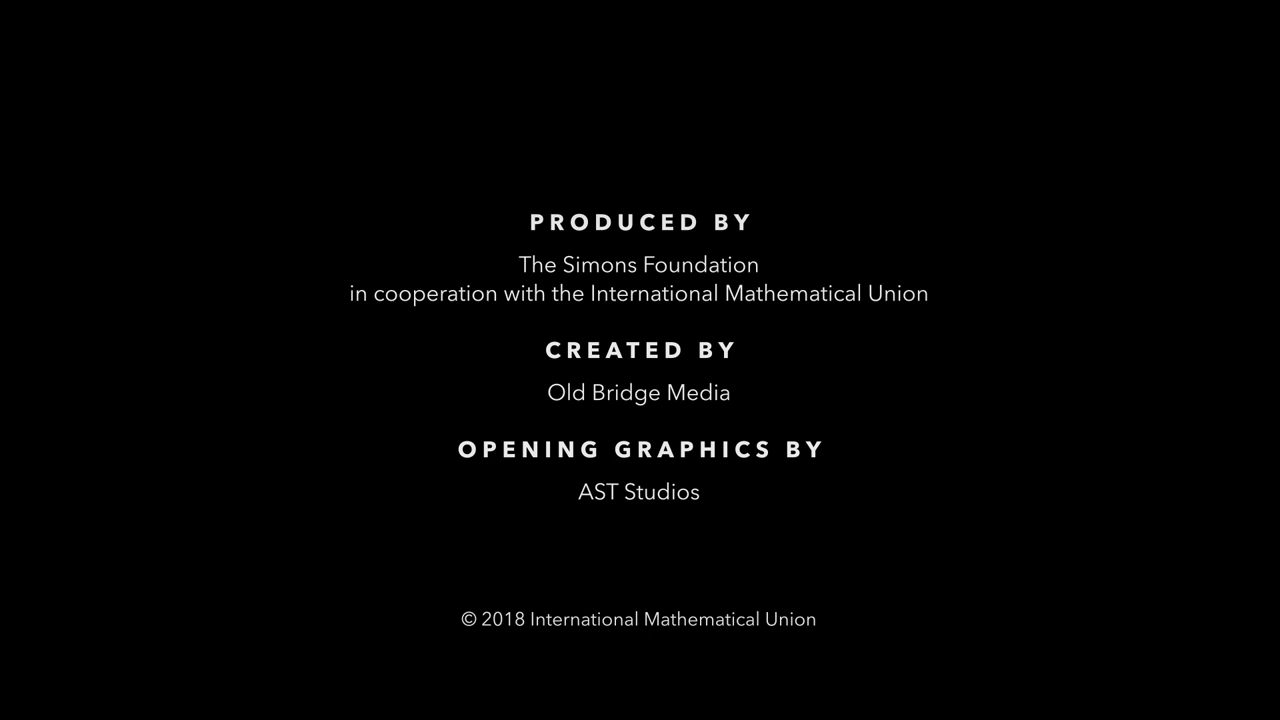 PRODUCED BY
The Simons Foundation
in cooperation with the International Mathematical Union
CREATED BY
Old Bridge Media
OPENING GRAPHICS BY
AST Studios
© 2018 International Mathematical Union